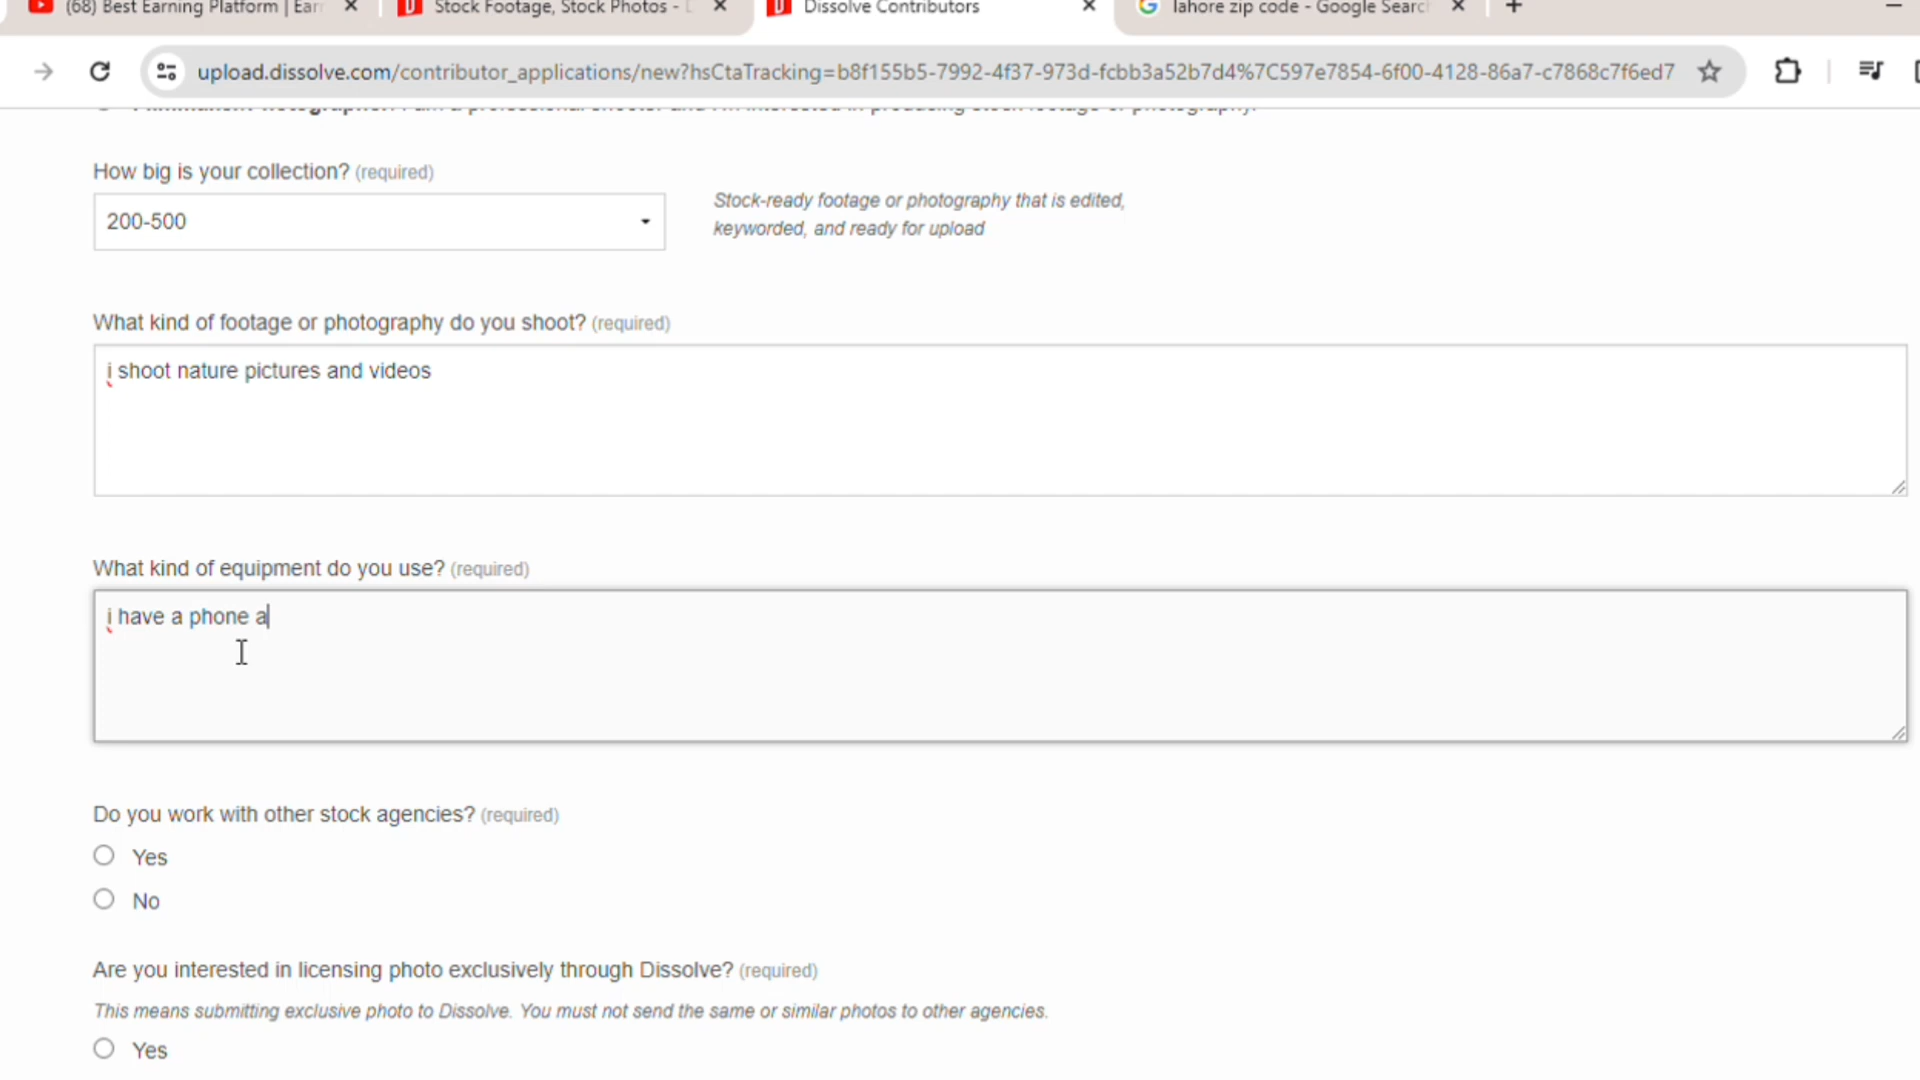 (68) Best Earning Platform | Ear
Stock Footage, Stock Photos - D
Dissolve Contributors
lahore zip code - Google Search
upload.dissolve.com/contributor_applications/new?hsCtaTracking=b8f155b5-7992-4f37-973d-fcbb3a52b7d4%7C597e7854-6f00-4128-86a7-c7868c7f6ed7
How big is your collection? (required)
200-500
Stock-ready footage or photography that is edited,
keyworded, and ready for upload
What kind of footage or photography do you shoot? (required)
i shoot nature pictures and videos
What kind of equipment do you use? (required)
i have a phone a
Do you work with other stock agencies? (required)
Yes
No
Are you interested in licensing photo exclusively through Dissolve? (required)
This means submitting exclusive photo to Dissolve. You must not send the same or similar photos to other agencies.
Yes